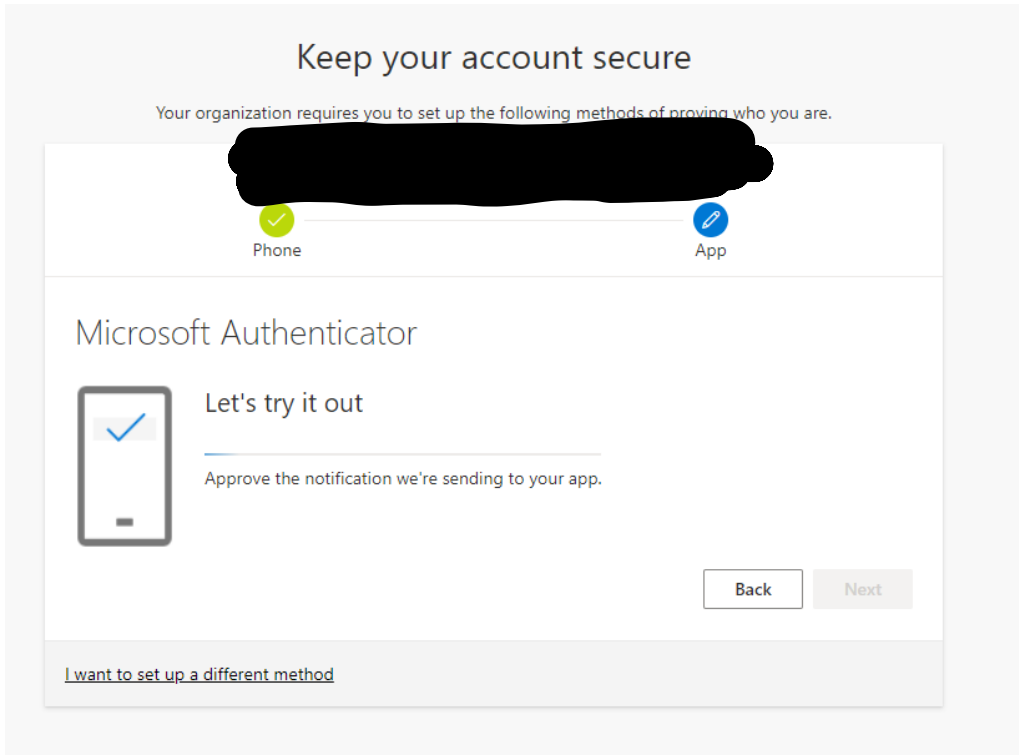 Keep your account secure
Your organization requires you to set up the following methods of proving who you are.
Phone
App
Microsoft Authenticator
Let's try it out
Approve the notification we're sending to your app.
Back
Next
I want to set up a different method